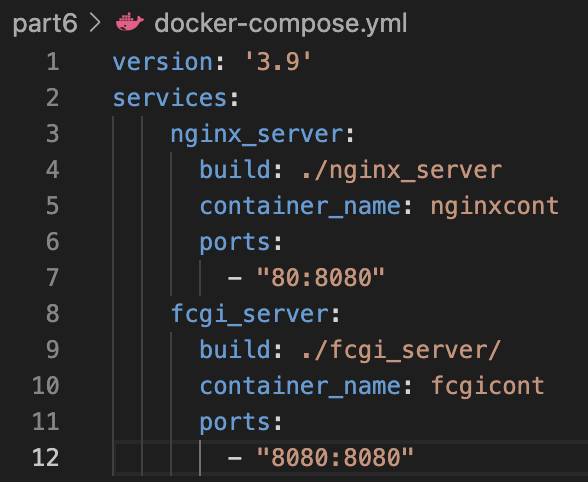 part6 > docker-compose.yml
1 version: '3.9'
2 services:
3     nginx_server:
4       build: ./nginx_server
5       container_name: nginxcont
6       ports:
7         - "80:8080"
8     fcgi_server:
9       build: ./fcgi_server/
10       container_name: fcgicont
11       ports:
12         - "8080:8080"